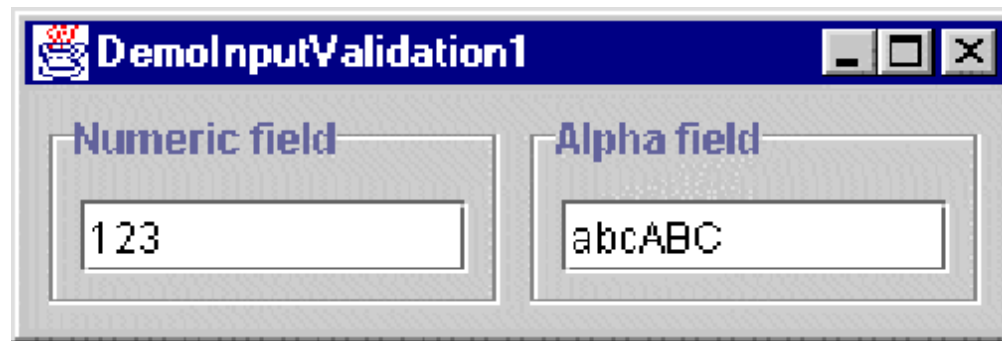 DemoInputValidation1
Numeric field
Alpha field
123
abcABC